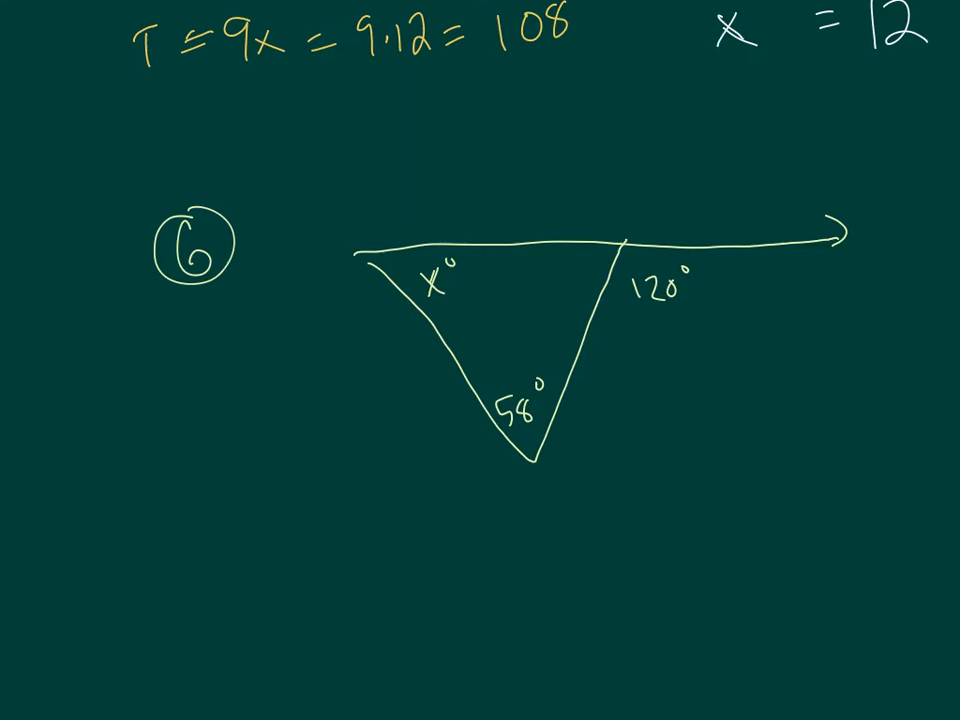 T = 9x = 9·12 = 108
x = 12
6
x°
120°
58°